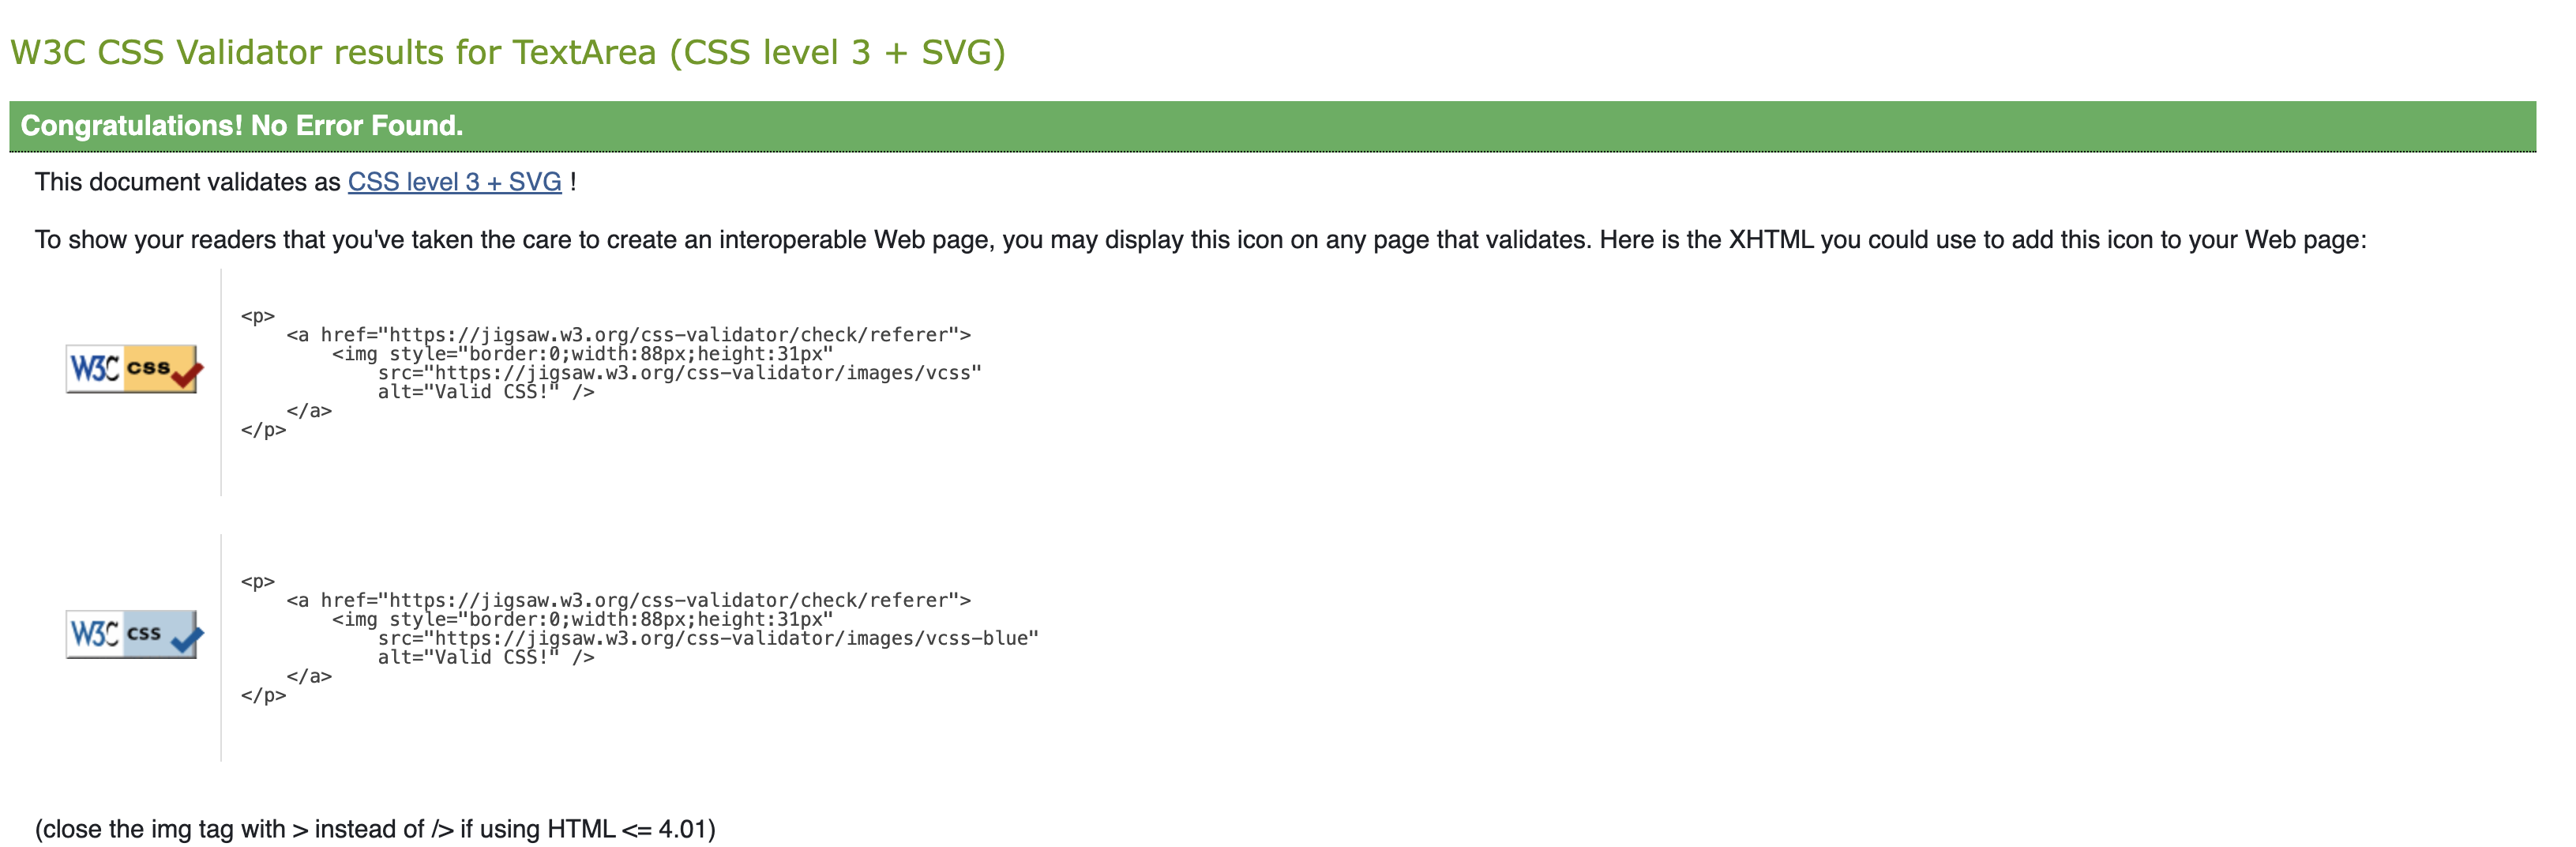 W3C CSS Validator results for TextArea (CSS level 3 + SVG)
Congratulations! No Error Found.
This document validates as CSS level 3 + SVG !
To show your readers that you've taken the care to create an interoperable Web page, you may display this icon on any page that validates. Here is the XHTML you could use to add this icon to your Web page:
W3C css
<p>
    <a href="https://jigsaw.w3.org/css-validator/check/referer">
        <img style="border:0;width:88px;height:31px"
            src="https://jigsaw.w3.org/css-validator/images/vcss"
            alt="Valid CSS!" />
    </a>
</p>
W3C css
<p>
    <a href="https://jigsaw.w3.org/css-validator/check/referer">
        <img style="border:0;width:88px;height:31px"
            src="https://jigsaw.w3.org/css-validator/images/vcss-blue"
            alt="Valid CSS!" />
    </a>
</p>
(close the img tag with > instead of /> if using HTML <= 4.01)